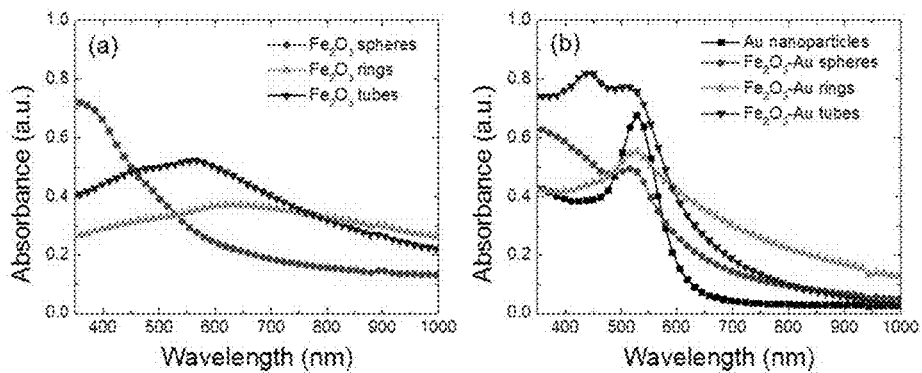 (a)
Fe₂O₃ spheres
Fe₂O₃ rings
Fe₂O₃ tubes
Absorbance (a.u.)
1.0
0.8
0.6
0.4
0.2
0.0
400 500 600 700 800 900 1000
Wavelength (nm)
(b)
Au nanoparticles
Fe₂O₃-Au spheres
Fe₂O₃-Au rings
Fe₂O₃-Au tubes
Absorbance (a.u.)
1.0
0.8
0.6
0.4
0.2
0.0
400 500 600 700 800 900 1000
Wavelength (nm)